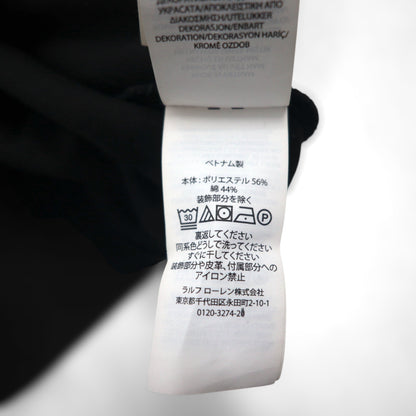 УКРАСАТА/ΑΠΟΚΛΕΙΣΤΙΚΗ ΑΠΟ
ΔΙΑΚΟΣΜΗΣΗ/UTELUKKER
DEKORASJON/ENBART
DEKORATION/DEKORASYON HARİÇ/
KROMĚ OZDOB
ベトナム製
本体：ポリエステル 56%
綿 44%
装飾部分を除く
30
P
裏返してください
同系色どうしで洗ってください
すぐに干してください
装飾部分や皮革、付属部分への
アイロン禁止
ラルフ ローレン株式会社
東京都千代田区永田町2-10-1
0120-3274-20